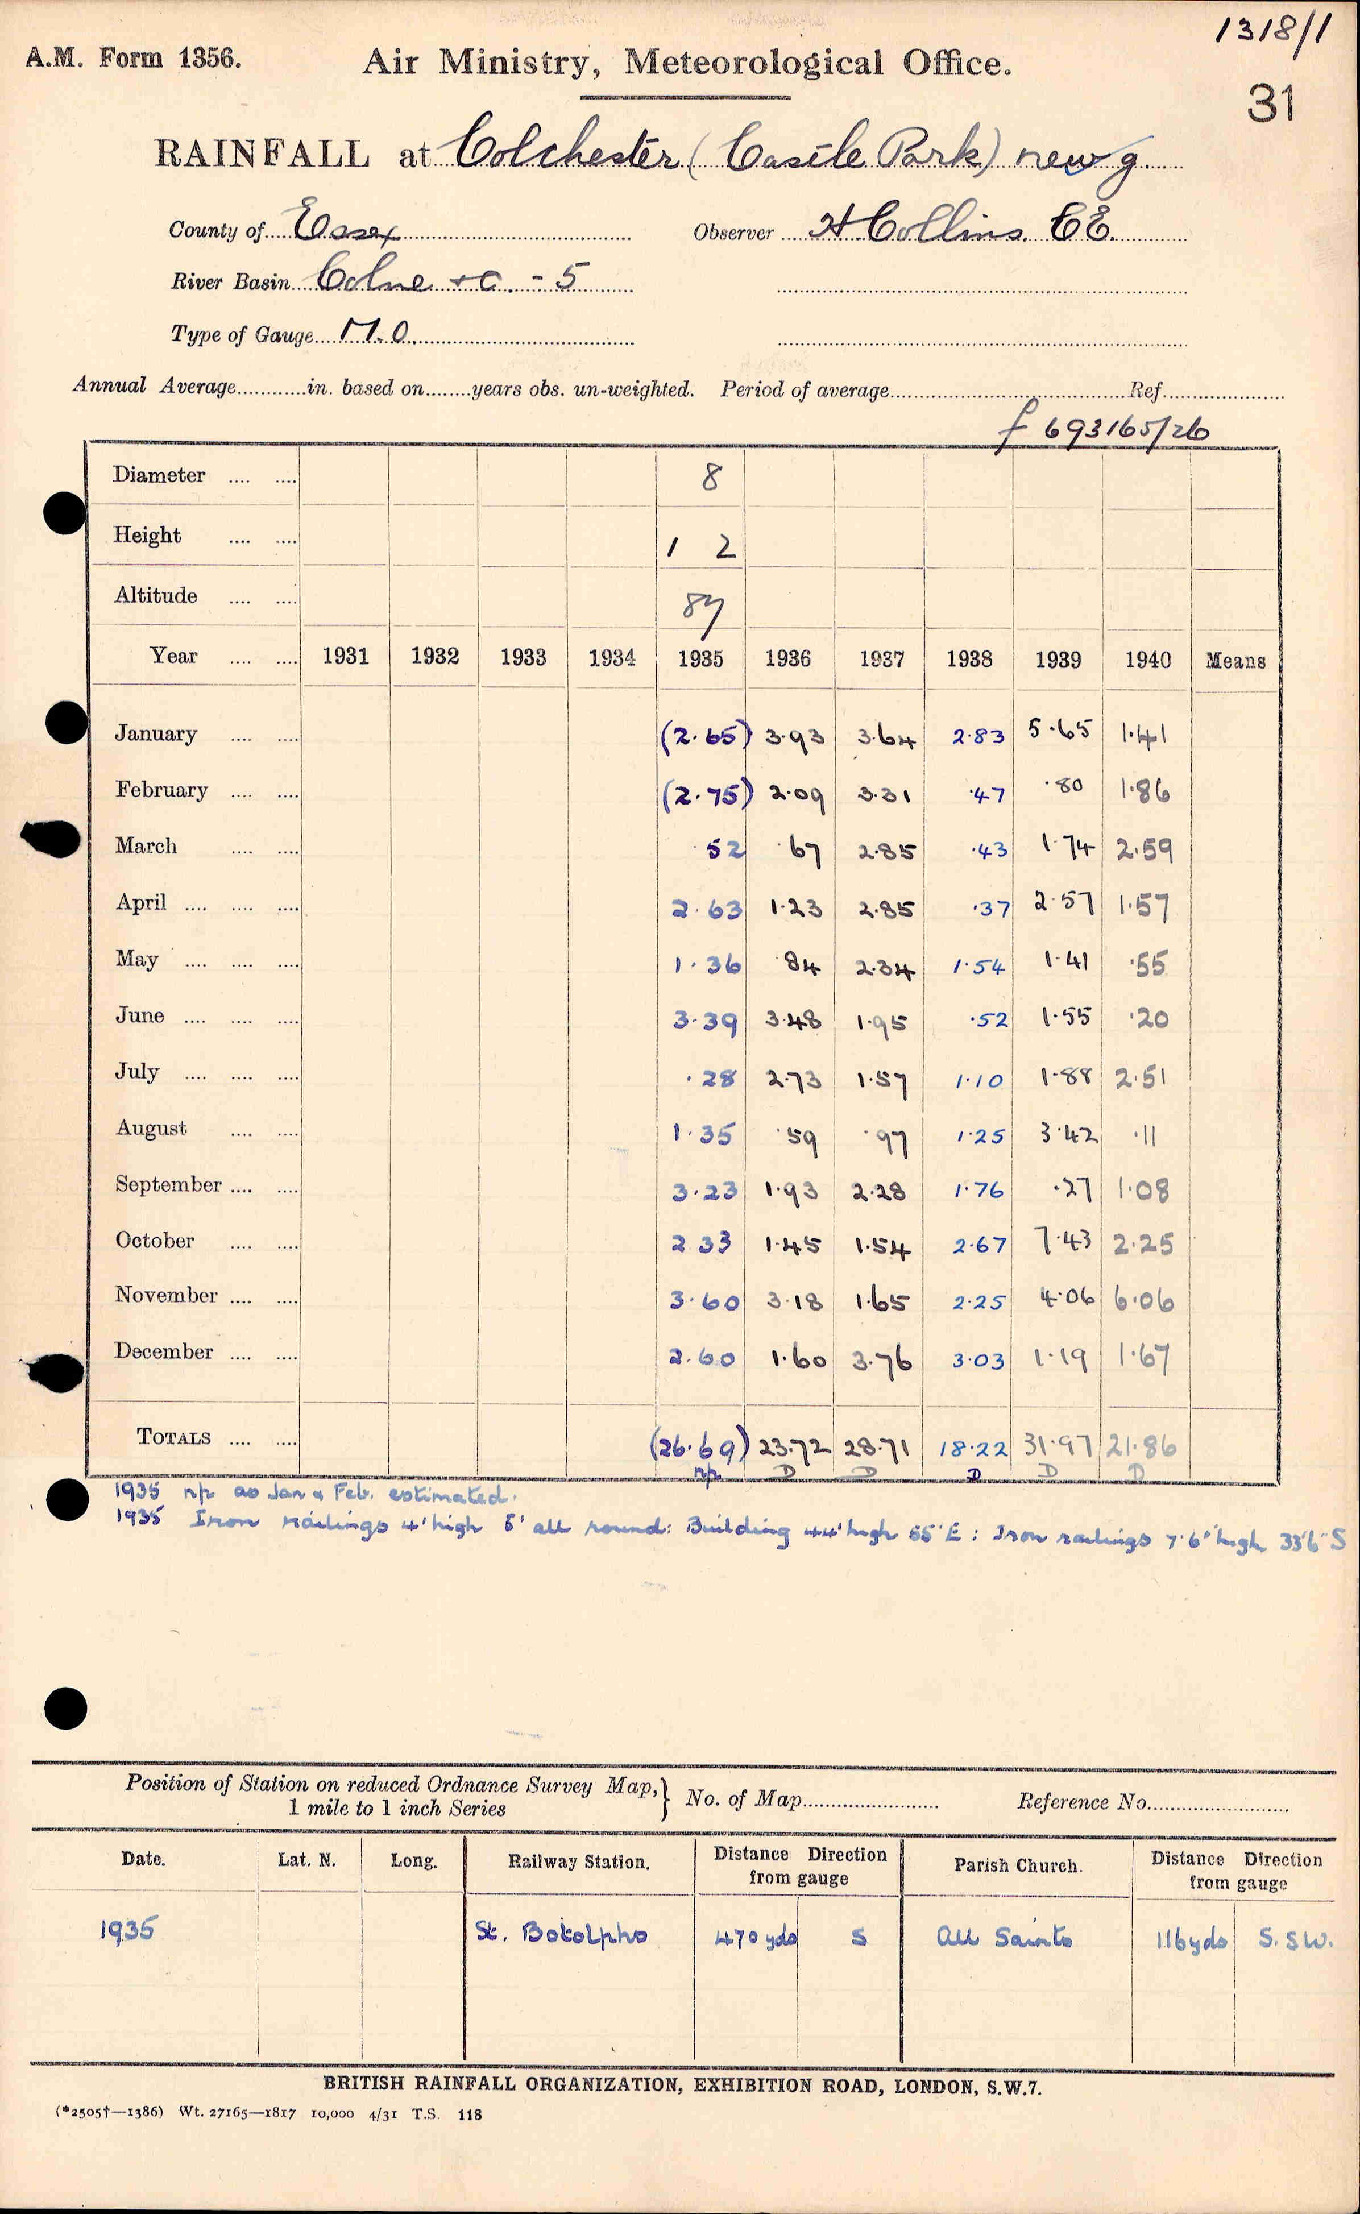 1318/1
A.M. Form 1356. Air Ministry, Meteorological Office.
31
RAINFALL at Colchester (Castle Park) new g
County of Essex Observer H Collins CE
River Basin Colne +c. - 5
Type of Gauge M.O.
Annual Average............in. based on........years obs. un-weighted. Period of average........................Ref.....................
f 693165/26
Diameter .... .... 8
Height .... .... 1 2
Altitude .... .... 87
Year .... .... 1931 1932 1933 1934 1935 1936 1937 1938 1939 1940 Means
January .... .... (2.65) 3.93 3.64 2.83 5.65 1.41
February .... .... (2.75) 2.09 3.31 .47 .80 1.86
March .... .... .52 .67 2.85 .43 1.74 2.59
April .... .... .... 2.63 1.23 2.85 .37 2.57 1.57
May .... .... .... 1.36 .84 2.34 1.54 1.41 .55
June .... .... .... 3.39 3.48 1.95 .52 1.55 .20
July .... .... .... .28 2.73 1.57 1.10 1.88 2.51
August .... .... 1.35 .59 .97 1.25 3.42 .11
September .... .... 3.23 1.93 2.28 1.76 .27 1.08
October .... .... 2.33 1.45 1.54 2.67 7.43 2.25
November .... .... 3.60 3.18 1.65 2.25 4.06 6.06
December .... .... 2.60 1.60 3.76 3.03 1.19 1.67
TOTALS .... .... (26.69) 23.72 28.71 18.22 31.97 21.86
np D D D D D
1935 np as Jan & Feb. estimated.
1935 Iron railings 4' high 5' all round: Building 44' high 55' E: Iron railings 7'6" high 33'6" S
Position of Station on reduced Ordnance Survey Map, } No. of Map........................ Reference No.........................
1 mile to 1 inch Series
Date. Lat. N. Long. Railway Station. Distance Direction from gauge Parish Church. Distance Direction from gauge
1935 St. Botolphs 470 yds S All Saints 116 yds S.SW.
BRITISH RAINFALL ORGANIZATION, EXHIBITION ROAD, LONDON, S.W.7.
(*2505†—1386) Wt. 27165—1817 10,000 4/31 T.S. 118